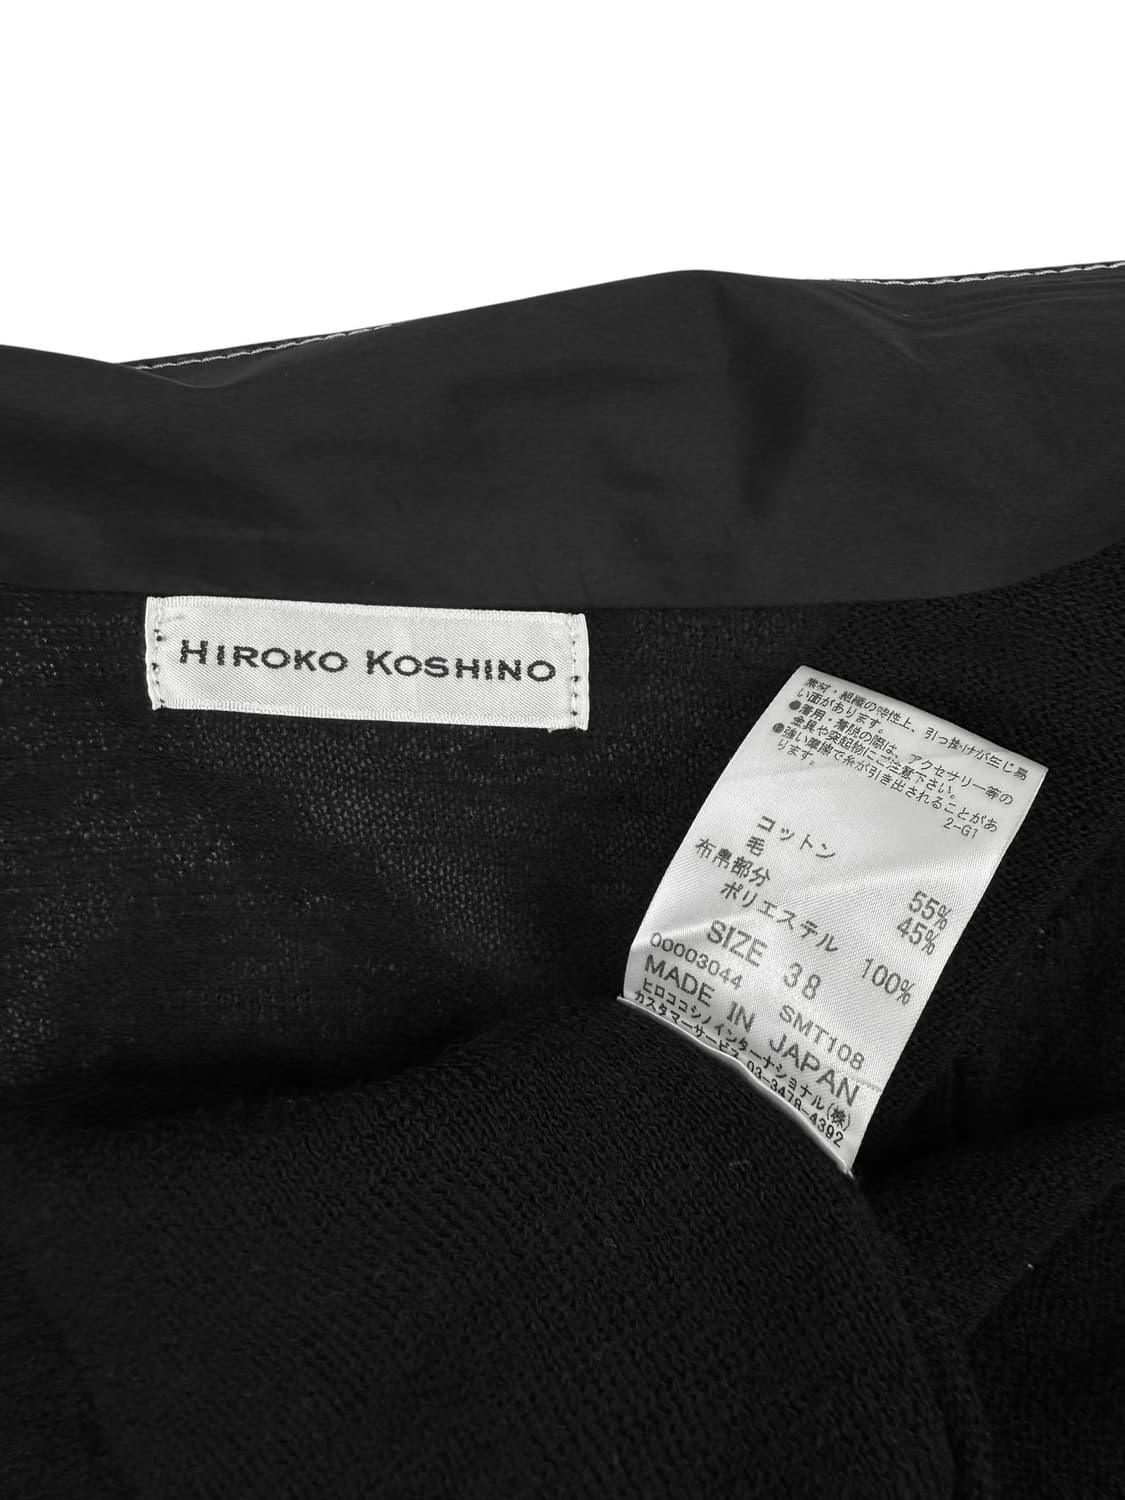 HIROKO KOSHINO
素材・組織の特性上、引っ掛けが生じ易
い面があります。
●着用・着脱の際は、アクセサリー等の
金具や突起物にご注意下さい。
●強い摩擦で糸が引き出されることがあ
ります。
2-G1
コットン 55%
毛 45%
布帛部分
ポリエステル 100%
SIZE 38
00003044 SMT108
MADE IN JAPAN
ヒロココシノインターナショナル(株)
カスタマーサービス 03-3478-4392